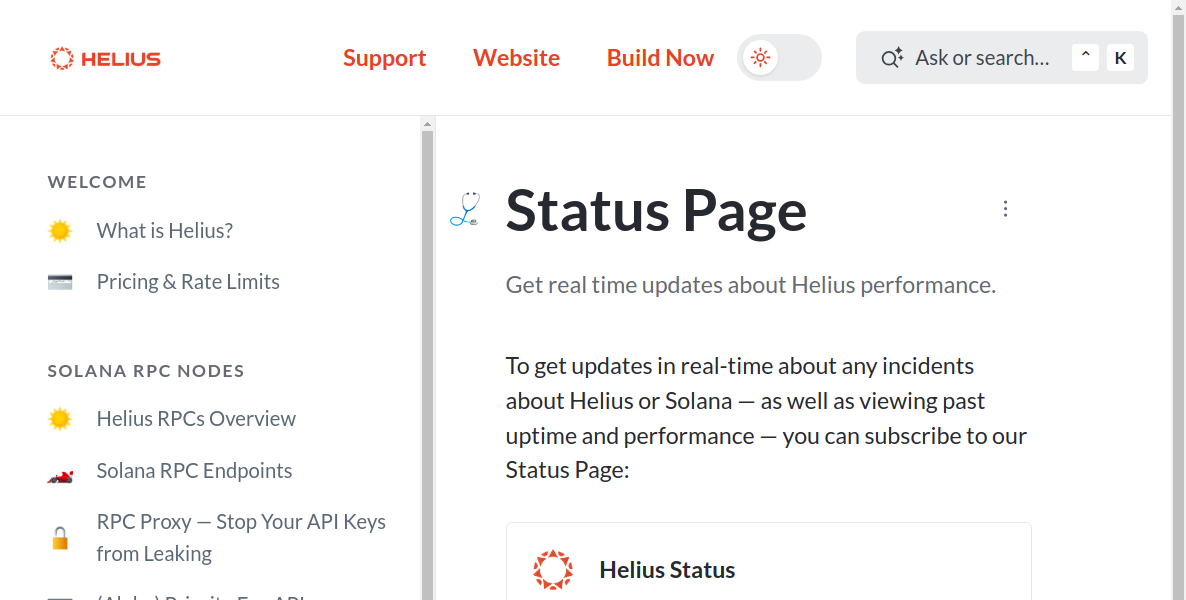 HELIUS
Support
Website
Build Now
Ask or search...
^
K
WELCOME
What is Helius?
Pricing & Rate Limits
SOLANA RPC NODES
Helius RPCs Overview
Solana RPC Endpoints
RPC Proxy — Stop Your API Keys
from Leaking
Status Page
Get real time updates about Helius performance.
To get updates in real-time about any incidents
about Helius or Solana — as well as viewing past
uptime and performance — you can subscribe to our
Status Page:
Helius Status